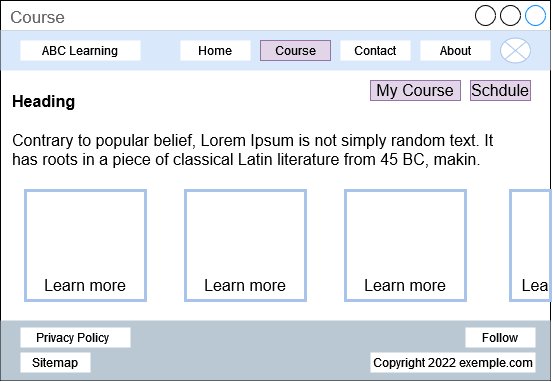 Course
ABC Learning Home Course Contact About
My Course Schdule
Heading
Contrary to popular belief, Lorem Ipsum is not simply random text. It
has roots in a piece of classical Latin literature from 45 BC, makin.
Learn more Learn more Learn more Lea
Privacy Policy Follow
Sitemap Copyright 2022 exemple.com